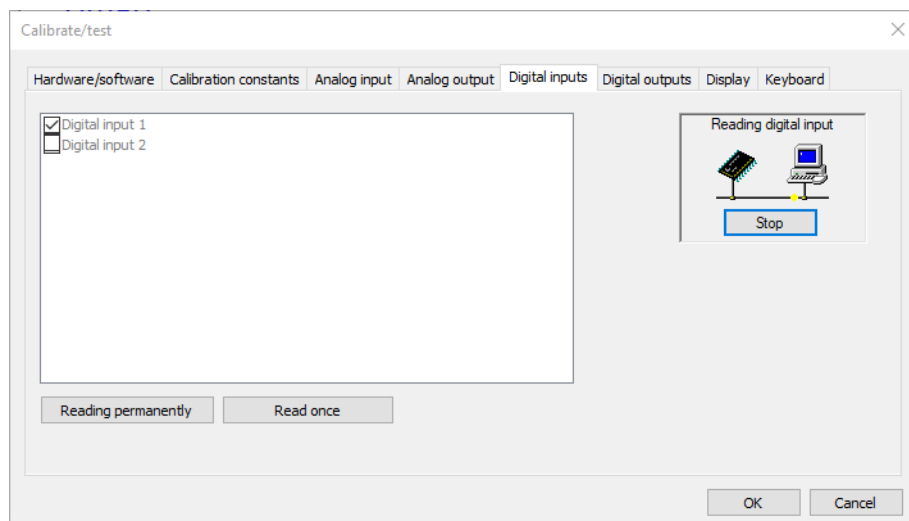 Calibrate/test
Hardware/software Calibration constants Analog input Analog output Digital inputs Digital outputs Display Keyboard
Digital input 1
Digital input 2
Reading digital input
Stop
Reading permanently Read once
OK Cancel